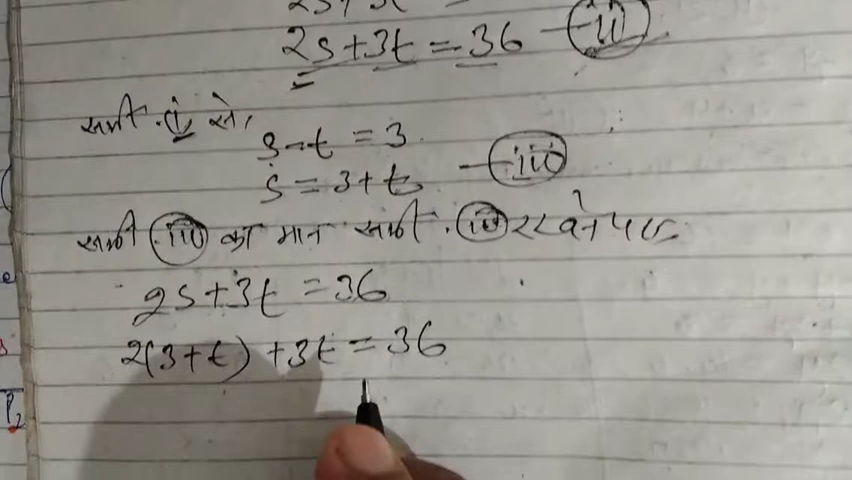 2s+3t = 36 —(ii)
समी. (i) से,
s-t = 3
s = 3+t —(iii)
समी (iii) का मान समी. (ii) रखने पर
2s+3t = 36
2(3+t) +3t = 36
P2